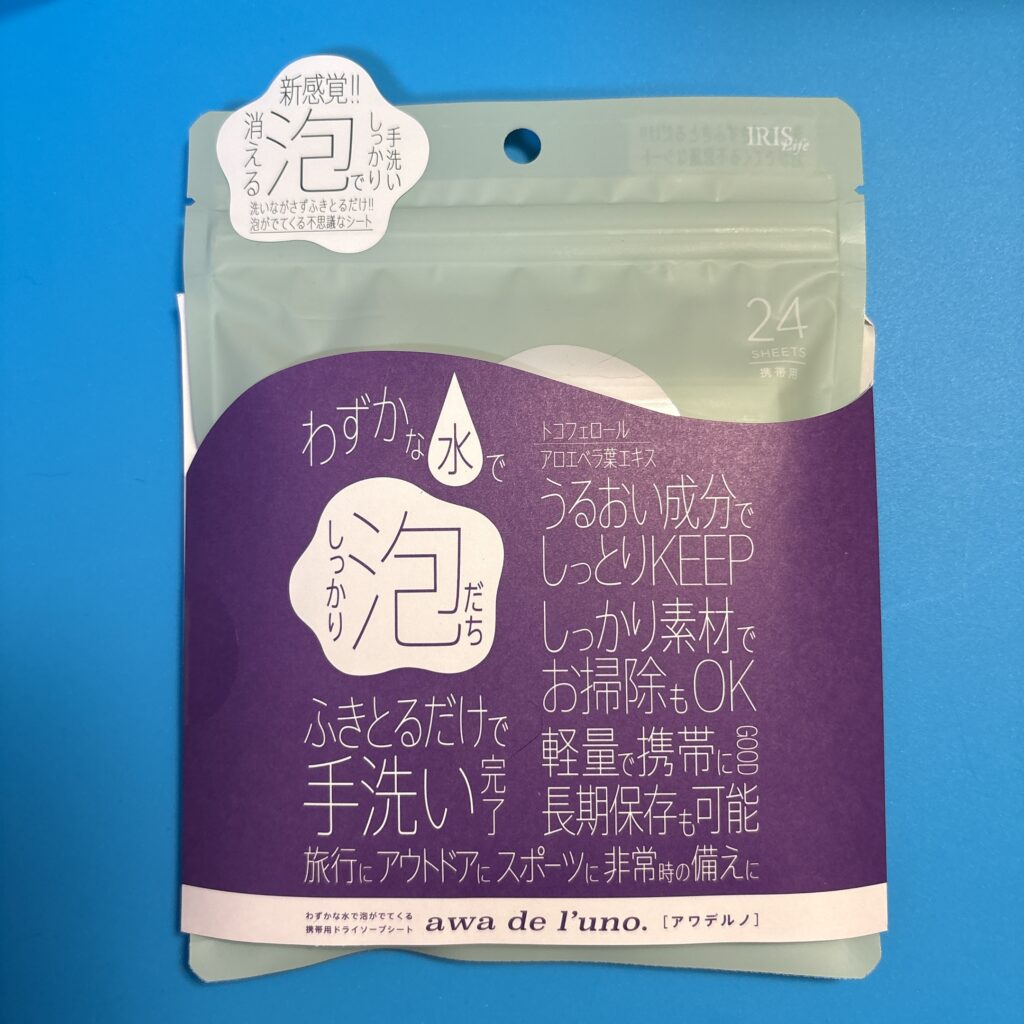 新感覚!!
消える
泡で
しっかり
手洗い
洗いながさずふきとるだけ!!
泡がでてくる不思議なシート
IRIS Life
24
SHEETS
携帯用
わずかな水で
しっかり
泡
だち
ふきとるだけで
手洗い完了
トコフェロール
アロエベラ葉エキス
うるおい成分で
しっとりKEEP
しっかり素材で
お掃除もOK
軽量で携帯にGOOD
長期保存も可能
旅行に アウトドアに スポーツに 非常時の備えに
わずかな水で泡がでてくる
携帯用ドライソープシート
awa de l'uno. [アワデルノ]